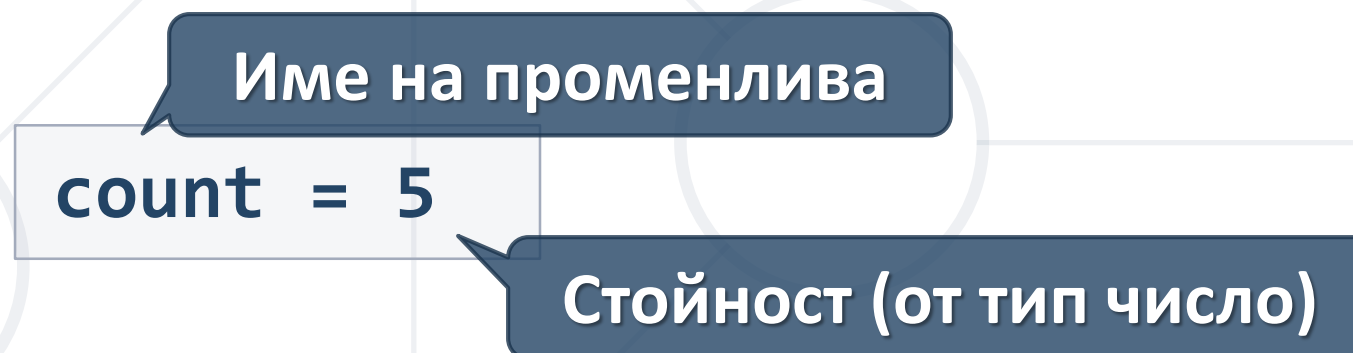 Име на променлива
count = 5
Стойност (от тип число)